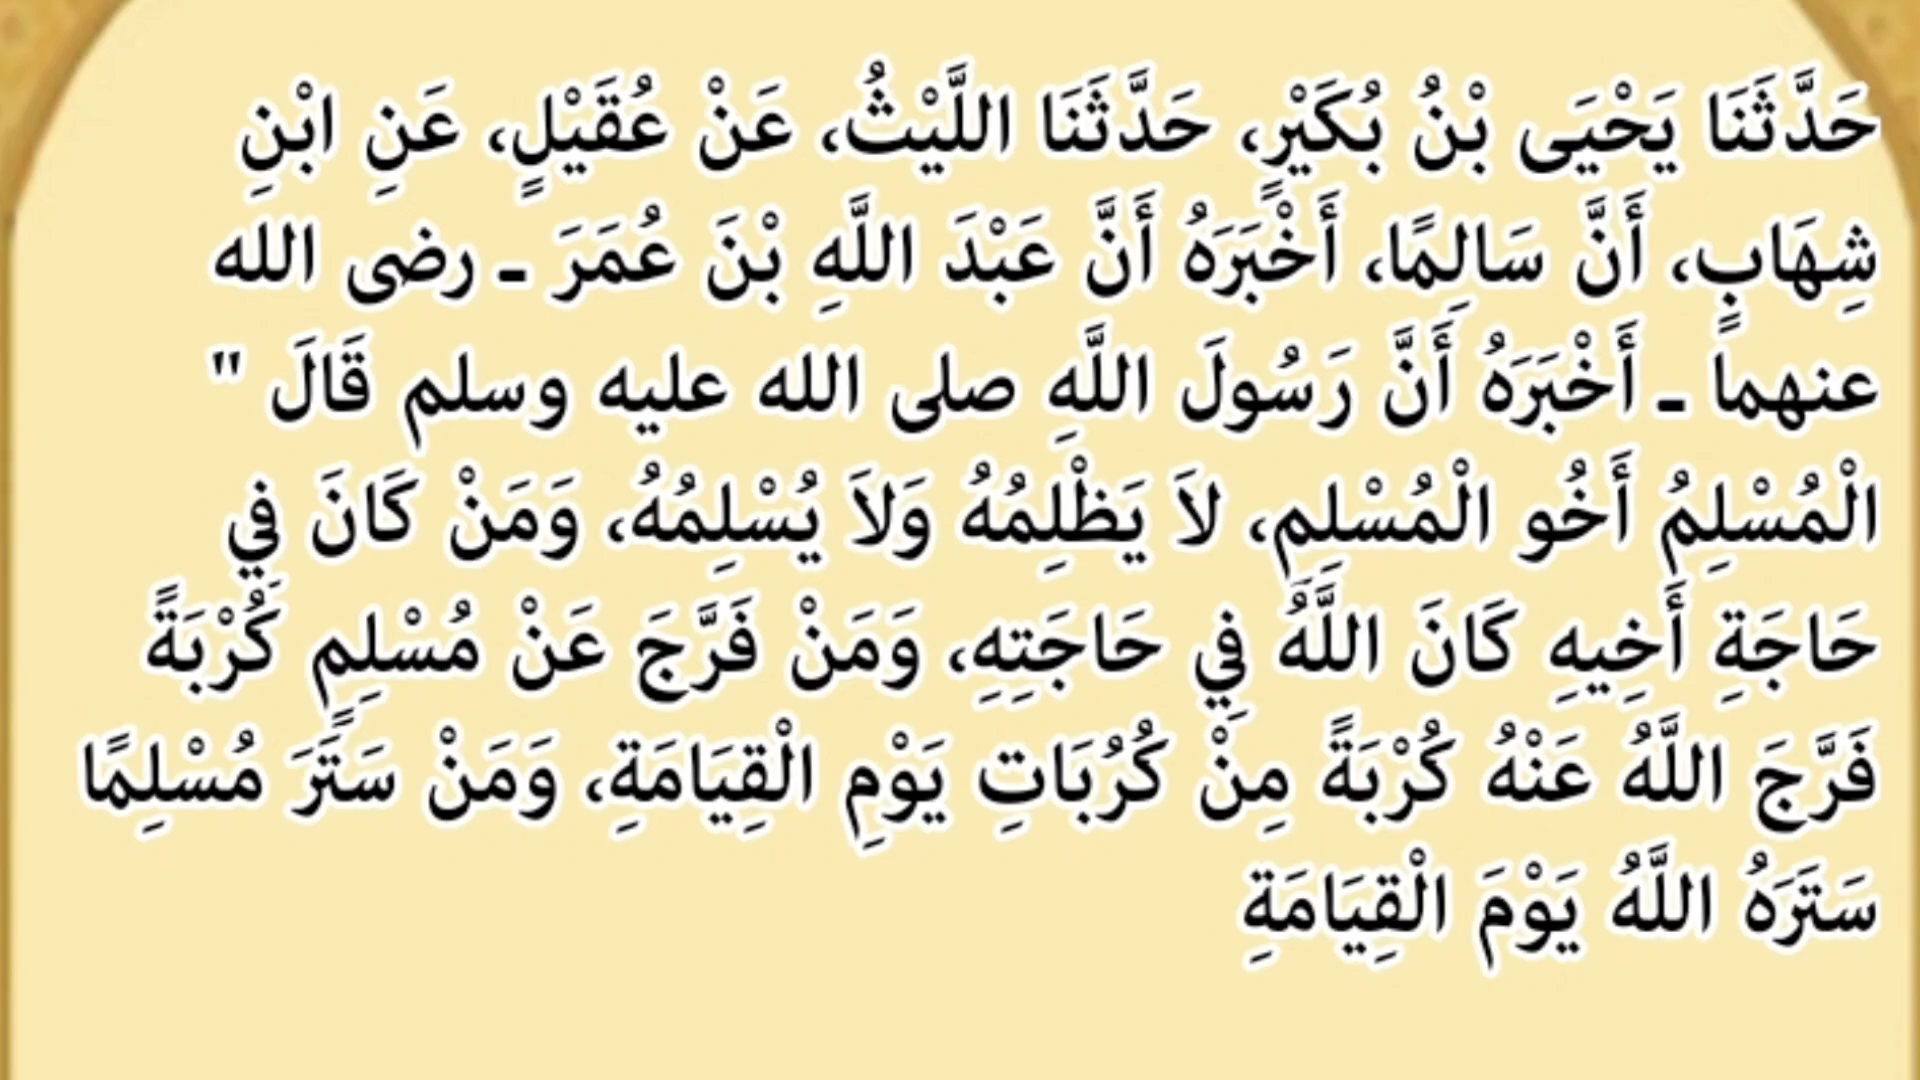 حَدَّثَنَا يَحْيَى بْنُ بُكَيْرٍ، حَدَّثَنَا اللَّيْثُ، عَنْ عُقَيْلٍ، عَنِ ابْنِ
شِهَابٍ، أَنَّ سَالِمًا، أَخْبَرَهُ أَنَّ عَبْدَ اللَّهِ بْنَ عُمَرَ ـ رضى الله
عنهما ـ أَخْبَرَهُ أَنَّ رَسُولَ اللَّهِ صلى الله عليه وسلم قَالَ "
الْمُسْلِمُ أَخُو الْمُسْلِمِ، لاَ يَظْلِمُهُ وَلاَ يُسْلِمُهُ، وَمَنْ كَانَ فِي
حَاجَةِ أَخِيهِ كَانَ اللَّهُ فِي حَاجَتِهِ، وَمَنْ فَرَّجَ عَنْ مُسْلِمٍ كُرْبَةً
فَرَّجَ اللَّهُ عَنْهُ كُرْبَةً مِنْ كُرُبَاتِ يَوْمِ الْقِيَامَةِ، وَمَنْ سَتَرَ مُسْلِمًا
سَتَرَهُ اللَّهُ يَوْمَ الْقِيَامَةِ